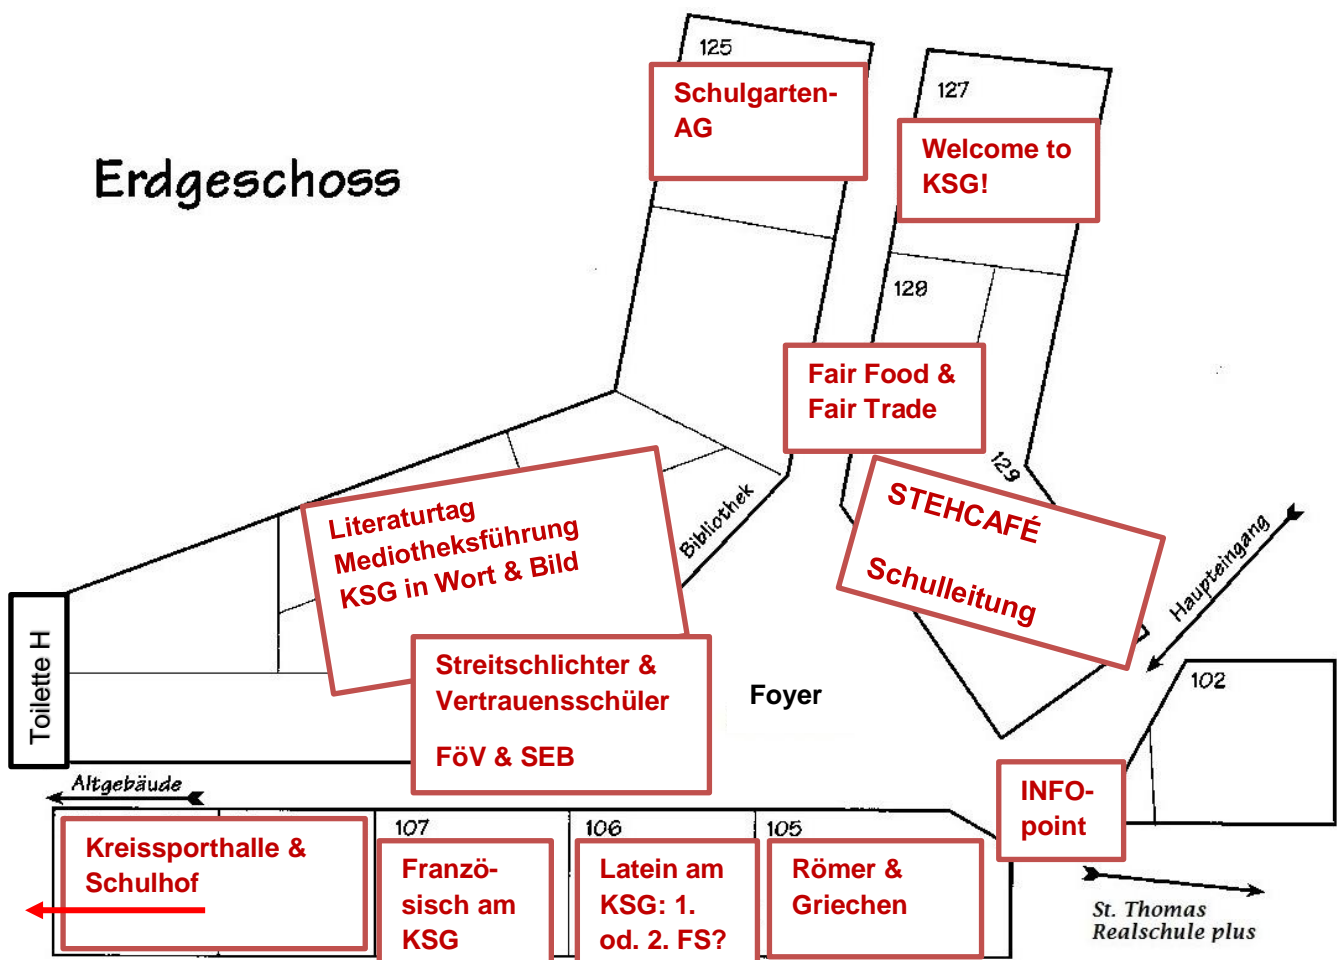 Erdgeschoss
125
Schulgarten-
AG
127
Welcome to
KSG!
128
Fair Food &
Fair Trade
129
STEHCAFÉ
Schulleitung
Haupteingang
Bibliothek
Literaturtag
Mediotheksführung
KSG in Wort & Bild
Toilette H
Streitschlichter &
Vertrauensschüler
FöV & SEB
Foyer
102
INFO-
point
Altgebäude
Kreissporthalle &
Schulhof
107
Franzö-
sisch am
KSG
106
Latein am
KSG: 1.
od. 2. FS?
105
Römer &
Griechen
St. Thomas
Realschule plus